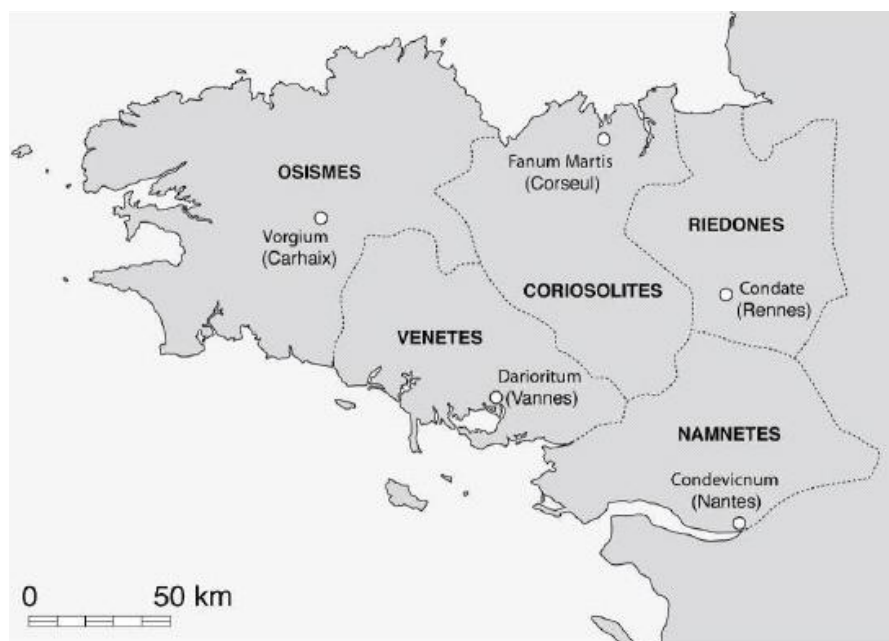 Fanum Martis
(Corseul)
OSISMES
Vorgium
(Carhaix)
RIEDONES
CORIOSOLITES
Condate
(Rennes)
VENETES
Darioritum
(Vannes)
NAMNETES
Condevicnum
(Nantes)
0 50 km